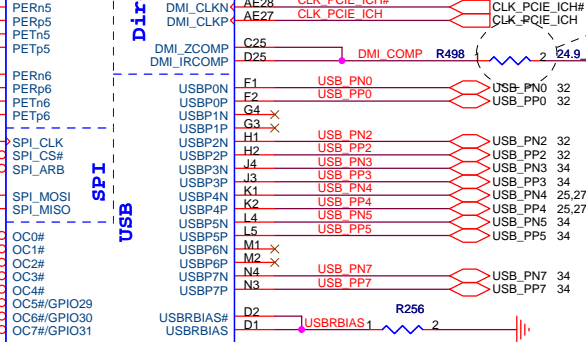 PERn5 DMI_CLKN AE28 CLK_PCIE_ICH# CLK_PCIE_ICH#
PERp5 DMI_CLKP AE27 CLK_PCIE_ICH CLK_PCIE_ICH
PETn5
PETp5 DMI_ZCOMP C25
DMI_IRCOMP D25 DMI_COMP R498 2 24.9
PERn6
PERp6 USBP0N F1 USB_PN0 USB_PN0 32
PETn6 USBP0P F2 USB_PP0 USB_PP0 32
PETp6 USBP1N G4
USBP1P G3
SPI_CLK USBP2N H1 USB_PN2 USB_PN2 32
SPI_CS# USBP2P H2 USB_PP2 USB_PP2 32
SPI_ARB USBP3N J4 USB_PN3 USB_PN3 34
USBP3P J3 USB_PP3 USB_PP3 34
SPI_MOSI USBP4N K1 USB_PN4 USB_PN4 25,27
SPI_MISO USBP4P K2 USB_PP4 USB_PP4 25,27
USBP5N L4 USB_PN5 USB_PN5 34
OC0# USBP5P L5 USB_PP5 USB_PP5 34
OC1# USBP6N M1
OC2# USBP6P M2
OC3# USBP7N N4 USB_PN7 USB_PN7 34
OC4# USBP7P N3 USB_PP7 USB_PP7 34
OC5#/GPIO29
OC6#/GPIO30 USBRBIAS# D2 R256
OC7#/GPIO31 USBRBIAS D1 USBRBIAS 1 2
SPI
USB